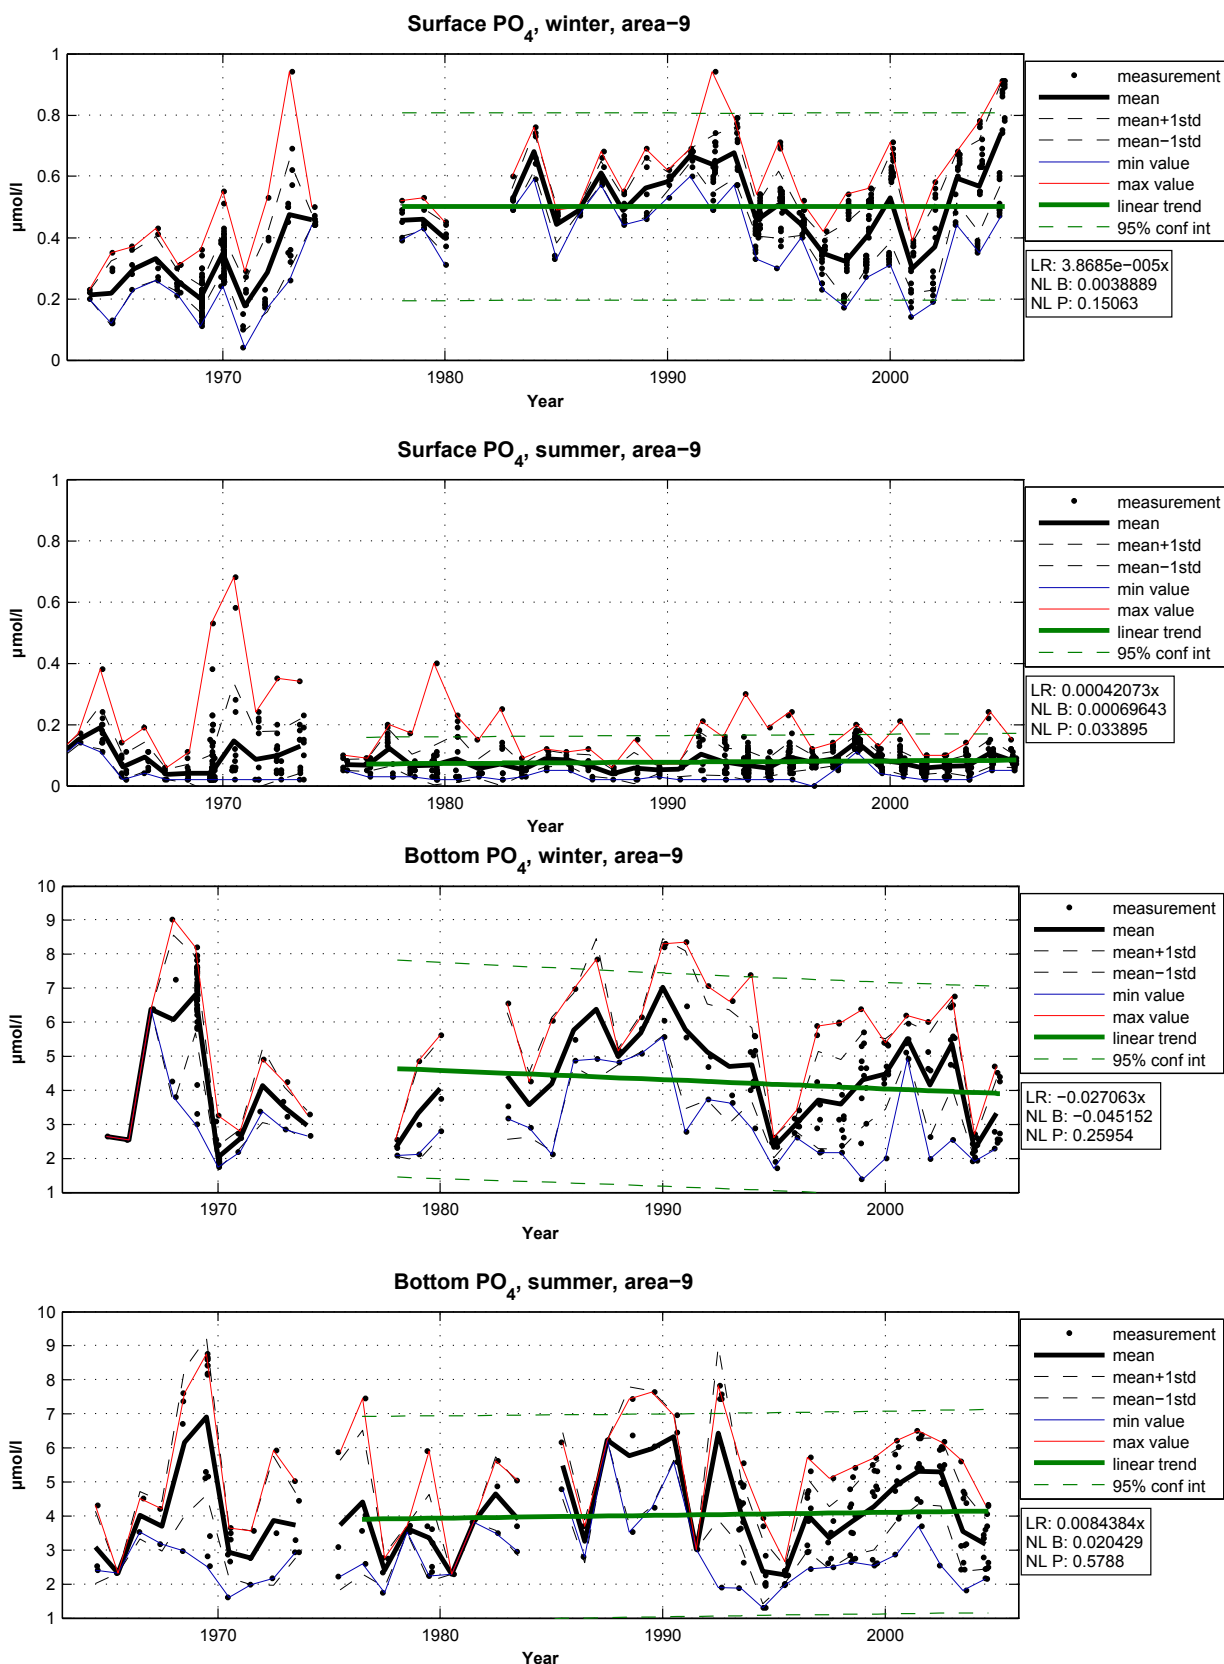 Surface PO4, winter, area−9
1
0.8
0.6
0.4
0.2
0
µmol/l
1970
1980
1990
2000
Year
measurement
mean
mean+1std
mean−1std
min value
max value
linear trend
95% conf int
LR: 3.8685e−005x
NL B: 0.0038889
NL P: 0.15063
Surface PO4, summer, area−9
1
0.8
0.6
0.4
0.2
0
µmol/l
1970
1980
1990
2000
Year
measurement
mean
mean+1std
mean−1std
min value
max value
linear trend
95% conf int
LR: 0.00042073x
NL B: 0.00069643
NL P: 0.033895
Bottom PO4, winter, area−9
10
9
8
7
6
5
4
3
2
1
µmol/l
1970
1980
1990
2000
Year
measurement
mean
mean+1std
mean−1std
min value
max value
linear trend
95% conf int
LR: −0.027063x
NL B: −0.045152
NL P: 0.25954
Bottom PO4, summer, area−9
10
9
8
7
6
5
4
3
2
1
µmol/l
1970
1980
1990
2000
Year
measurement
mean
mean+1std
mean−1std
min value
max value
linear trend
95% conf int
LR: 0.0084384x
NL B: 0.020429
NL P: 0.5788